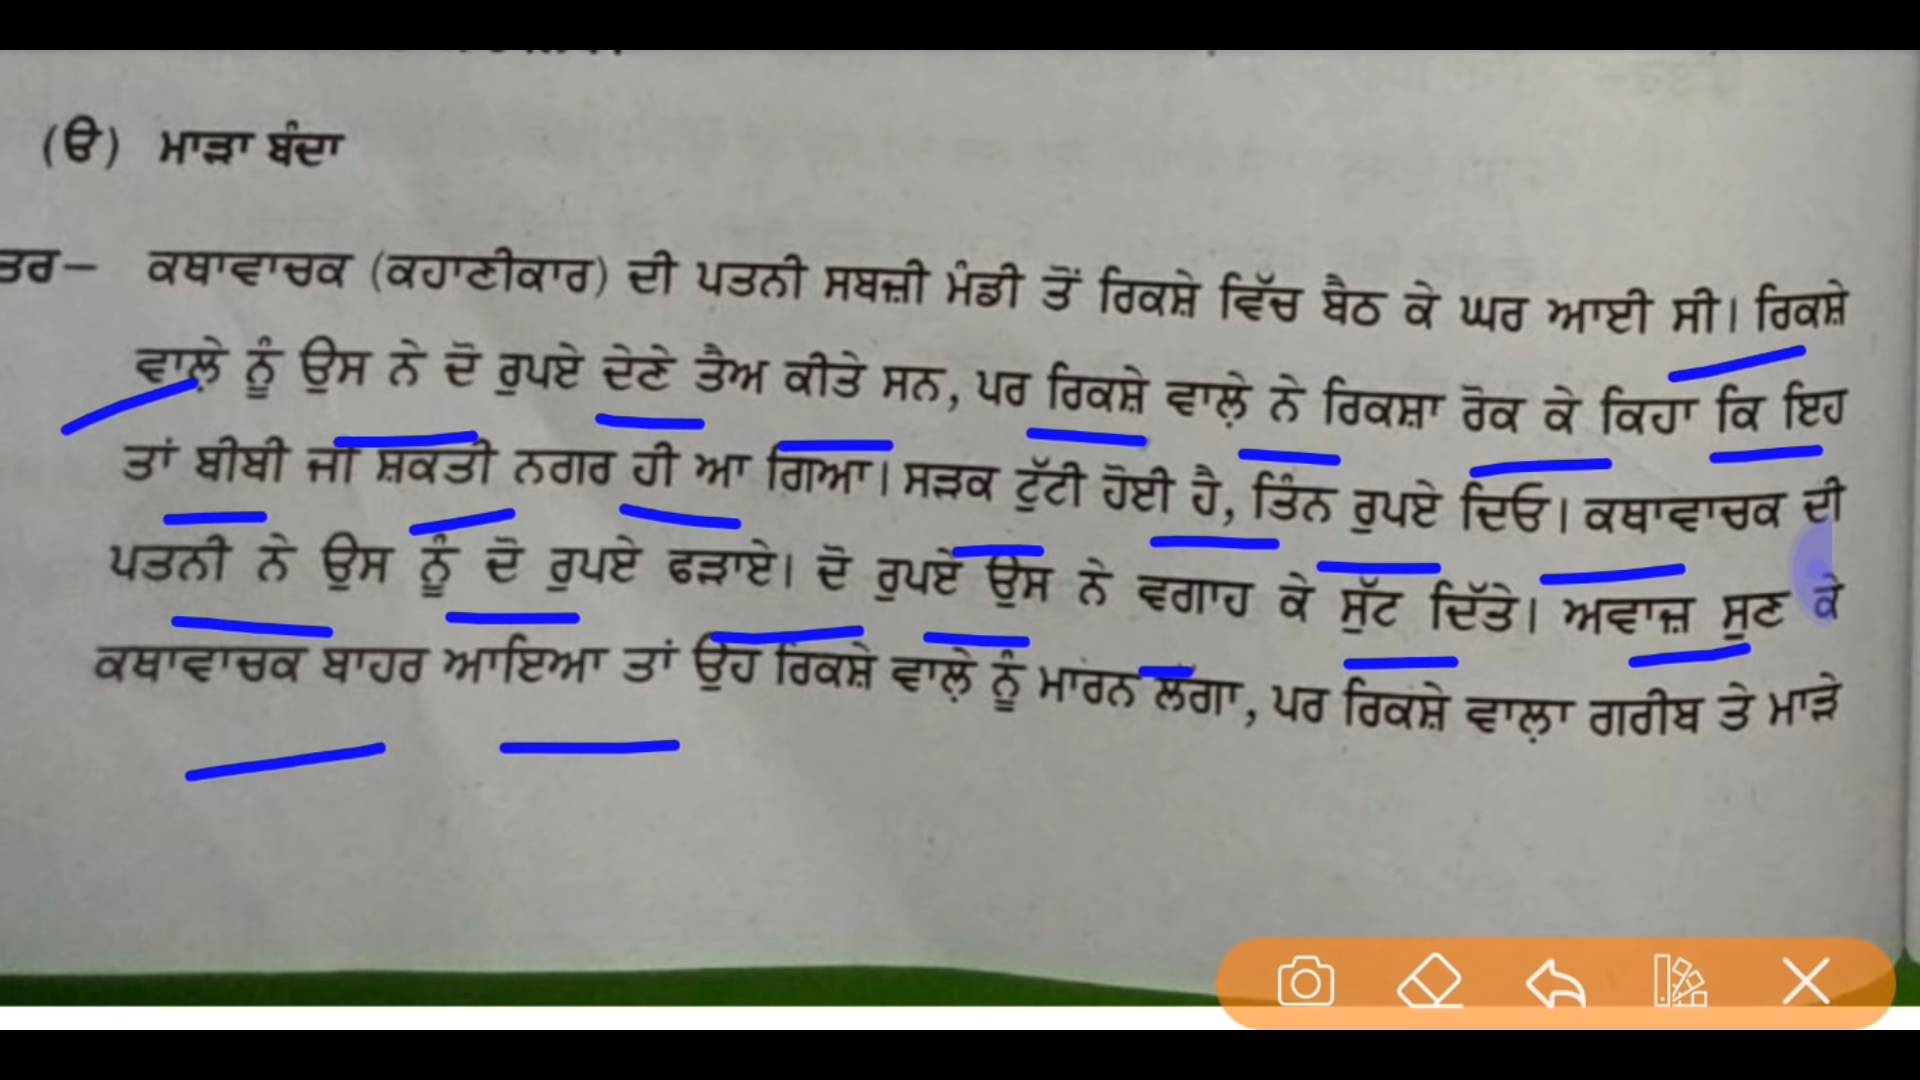 (ੳ) ਮਾੜਾ ਬੰਦਾ
ਤਰ– ਕਥਾਵਾਚਕ (ਕਹਾਣੀਕਾਰ) ਦੀ ਪਤਨੀ ਸਬਜ਼ੀ ਮੰਡੀ ਤੋਂ ਰਿਕਸ਼ੇ ਵਿੱਚ ਬੈਠ ਕੇ ਘਰ ਆਈ ਸੀ। ਰਿਕਸ਼ੇ
ਵਾਲ਼ੇ ਨੂੰ ਉਸ ਨੇ ਦੋ ਰੁਪਏ ਦੇਣੇ ਤੈਅ ਕੀਤੇ ਸਨ, ਪਰ ਰਿਕਸ਼ੇ ਵਾਲ਼ੇ ਨੇ ਰਿਕਸ਼ਾ ਰੋਕ ਕੇ ਕਿਹਾ ਕਿ ਇਹ
ਤਾਂ ਬੀਬੀ ਜੀ ਸ਼ਕਤੀ ਨਗਰ ਹੀ ਆ ਗਿਆ। ਸੜਕ ਟੁੱਟੀ ਹੋਈ ਹੈ, ਤਿੰਨ ਰੁਪਏ ਦਿਓ। ਕਥਾਵਾਚਕ ਦੀ
ਪਤਨੀ ਨੇ ਉਸ ਨੂੰ ਦੋ ਰੁਪਏ ਫੜਾਏ। ਦੋ ਰੁਪਏ ਉਸ ਨੇ ਵਗਾਹ ਕੇ ਸੁੱਟ ਦਿੱਤੇ। ਅਵਾਜ਼ ਸੁਣ ਕੇ
ਕਥਾਵਾਚਕ ਬਾਹਰ ਆਇਆ ਤਾਂ ਉਹ ਰਿਕਸ਼ੇ ਵਾਲ਼ੇ ਨੂੰ ਮਾਰਨ ਲੱਗਾ, ਪਰ ਰਿਕਸ਼ੇ ਵਾਲ਼ਾ ਗਰੀਬ ਤੇ ਮਾੜੇ